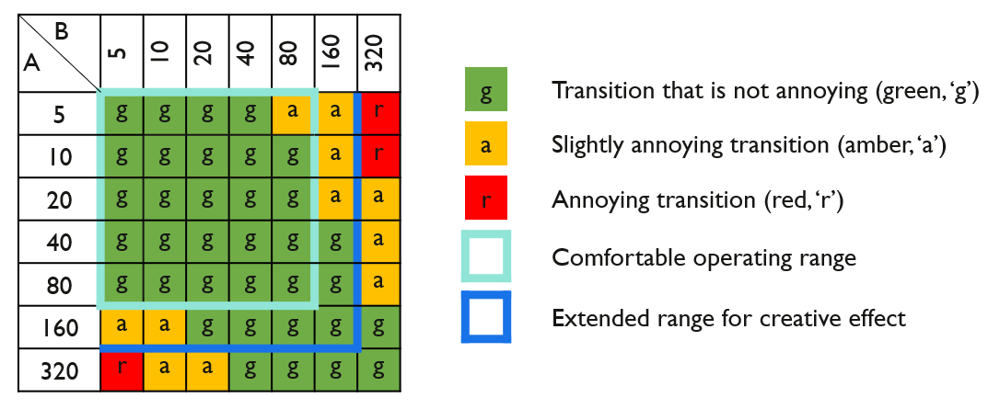 B
A
5 10 20 40 80 160 320
5 g g g g a a r
10 g g g g g a r
20 g g g g g a a
40 g g g g g g a
80 g g g g g g a
160 a a g g g g g
320 r a a g g g g
g Transition that is not annoying (green, ‘g’)
a Slightly annoying transition (amber, ‘a’)
r Annoying transition (red, ‘r’)
Comfortable operating range
Extended range for creative effect